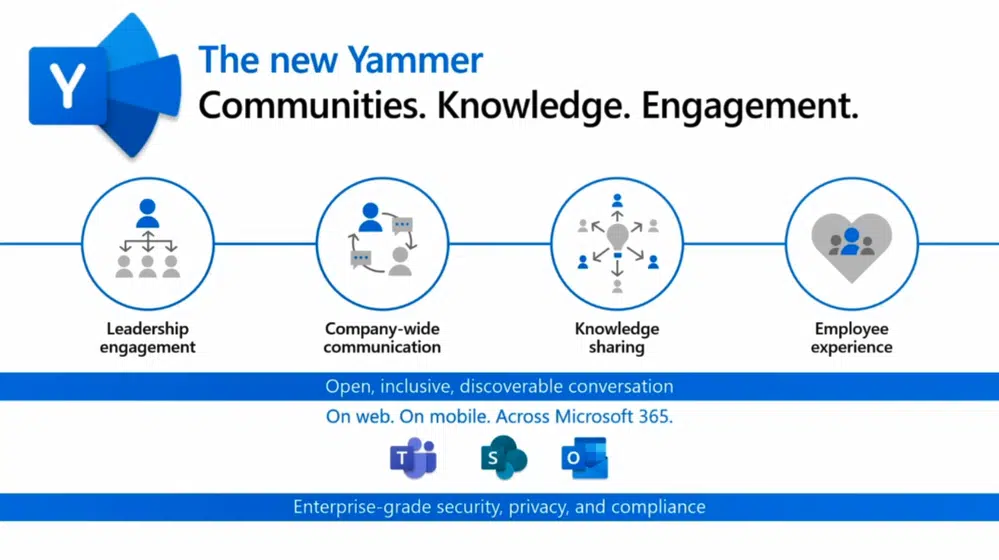 Y
The new Yammer
Communities. Knowledge. Engagement.
Leadership
engagement
Company-wide
communication
Knowledge
sharing
Employee
experience
Open, inclusive, discoverable conversation
On web. On mobile. Across Microsoft 365.
T
S
O
Enterprise-grade security, privacy, and compliance